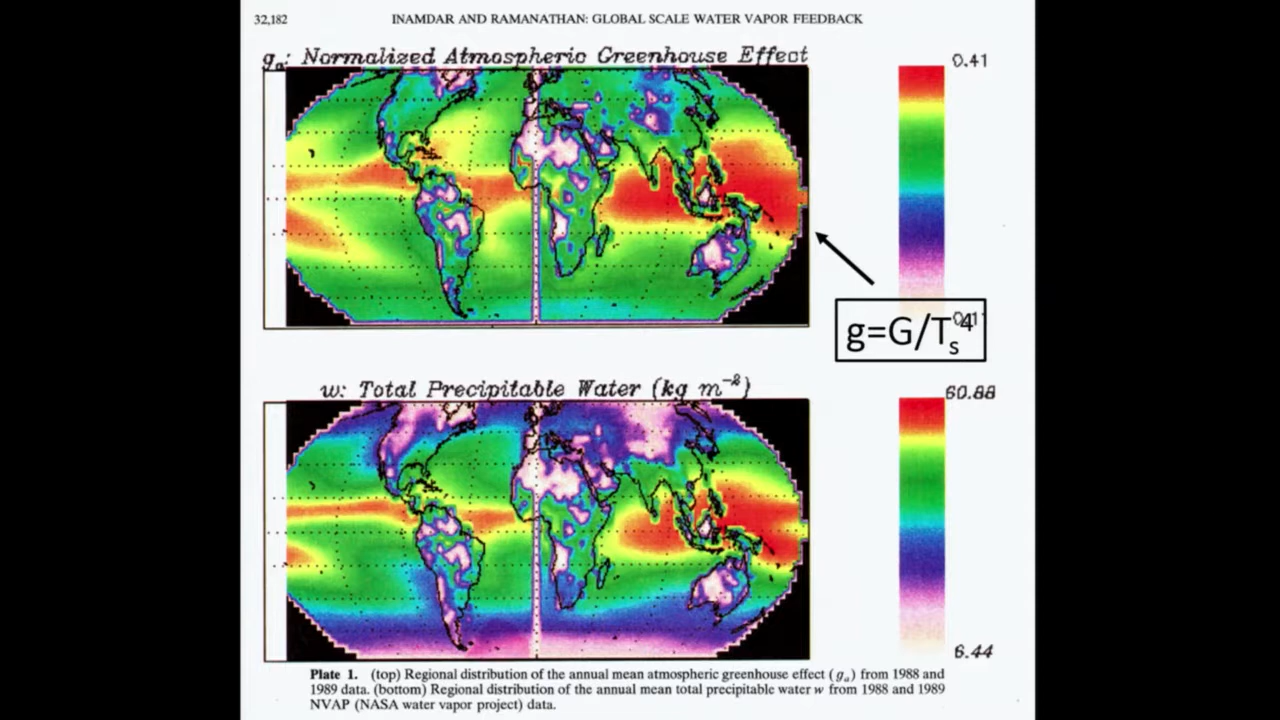 32,182 INAMDAR AND RAMANATHAN: GLOBAL SCALE WATER VAPOR FEEDBACK
gₐ: Normalized Atmospheric Greenhouse Effect
0.41
g=G/Tₛ⁴
w: Total Precipitable Water (kg m⁻²)
60.88
6.44
Plate 1. (top) Regional distribution of the annual mean atmospheric greenhouse effect (gₐ) from 1988 and
1989 data. (bottom) Regional distribution of the annual mean total precipitable water w from 1988 and 1989
NVAP (NASA water vapor project) data.